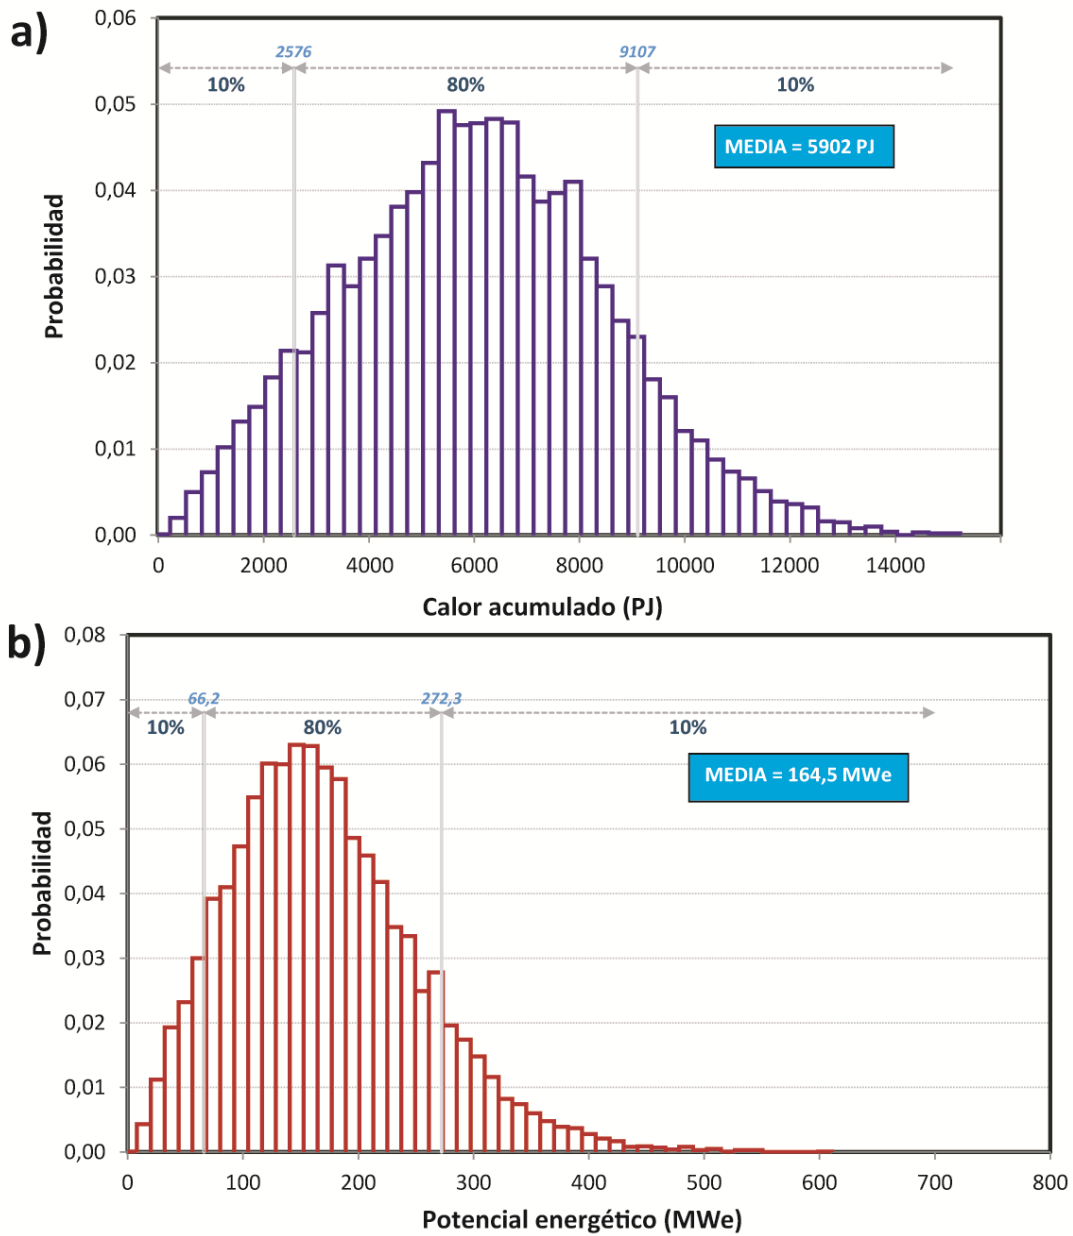 a)
0,06
2576
9107
10%
80%
10%
0,05
MEDIA = 5902 PJ
0,04
Probabilidad
0,03
0,02
0,01
0,00
0 2000 4000 6000 8000 10000 12000 14000
Calor acumulado (PJ)
b)
0,08
0,07
66,2
272,3
10%
80%
10%
MEDIA = 164,5 MWe
0,06
0,05
0,04
Probabilidad
0,03
0,02
0,01
0,00
0 100 200 300 400 500 600 700 800
Potencial energético (MWe)